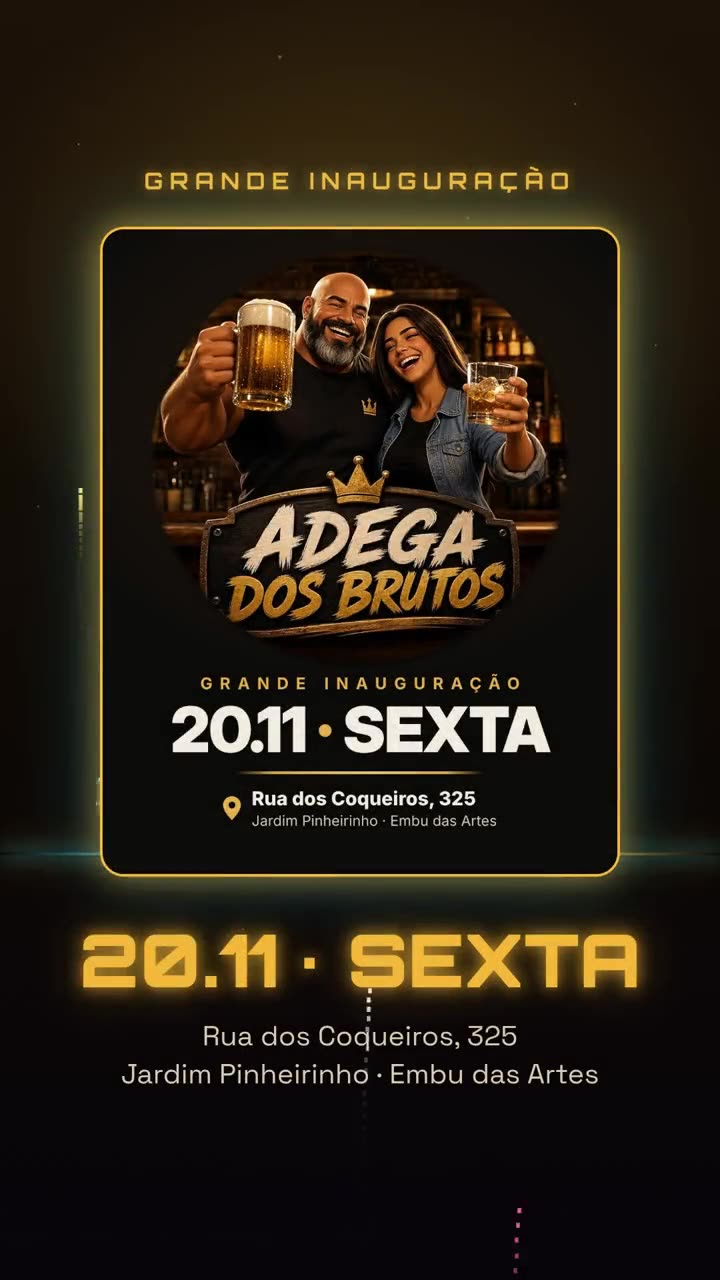 GRANDE INAUGURAÇÃO
ADEGA
DOS BRUTOS
GRANDE INAUGURAÇÃO
20.11 · SEXTA
Rua dos Coqueiros, 325
Jardim Pinheirinho · Embu das Artes
20.11 · SEXTA
Rua dos Coqueiros, 325
Jardim Pinheirinho · Embu das Artes